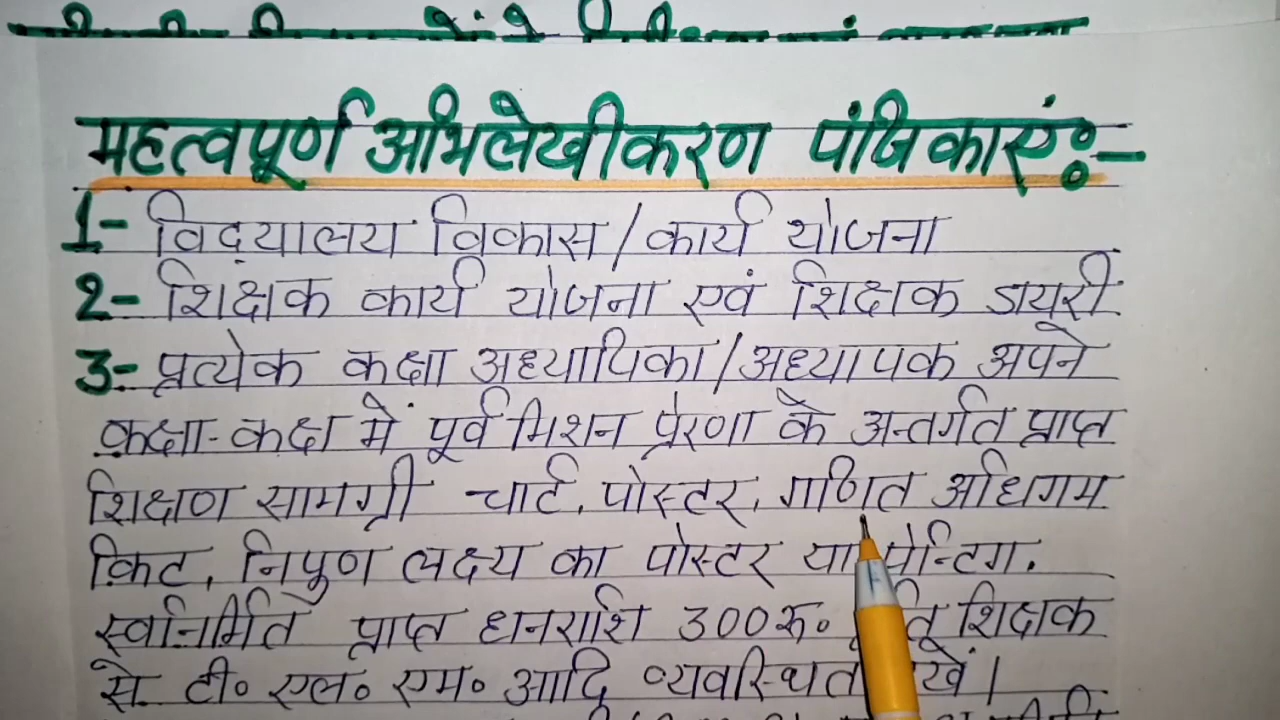 महत्वपूर्ण अभिलेखीकरण पंजिकाएं:-
1- विद्यालय विकास/कार्य योजना
2- शिक्षक कार्य योजना एवं शिक्षक डायरी
3- प्रत्येक कक्षा अध्यापिका/अध्यापक अपने
कक्षा-कक्ष में पूर्व मिशन प्रेरणा के अन्तर्गत प्राप्त
शिक्षण सामग्री चार्ट, पोस्टर, गणित अधिगम
किट, निपुण लक्ष्य का पोस्टर या पेन्टिग,
स्वनिर्मित प्राप्त धनराशि 300रू० शिक्षक
से टी० एल० एम० आदि व्यवस्थित